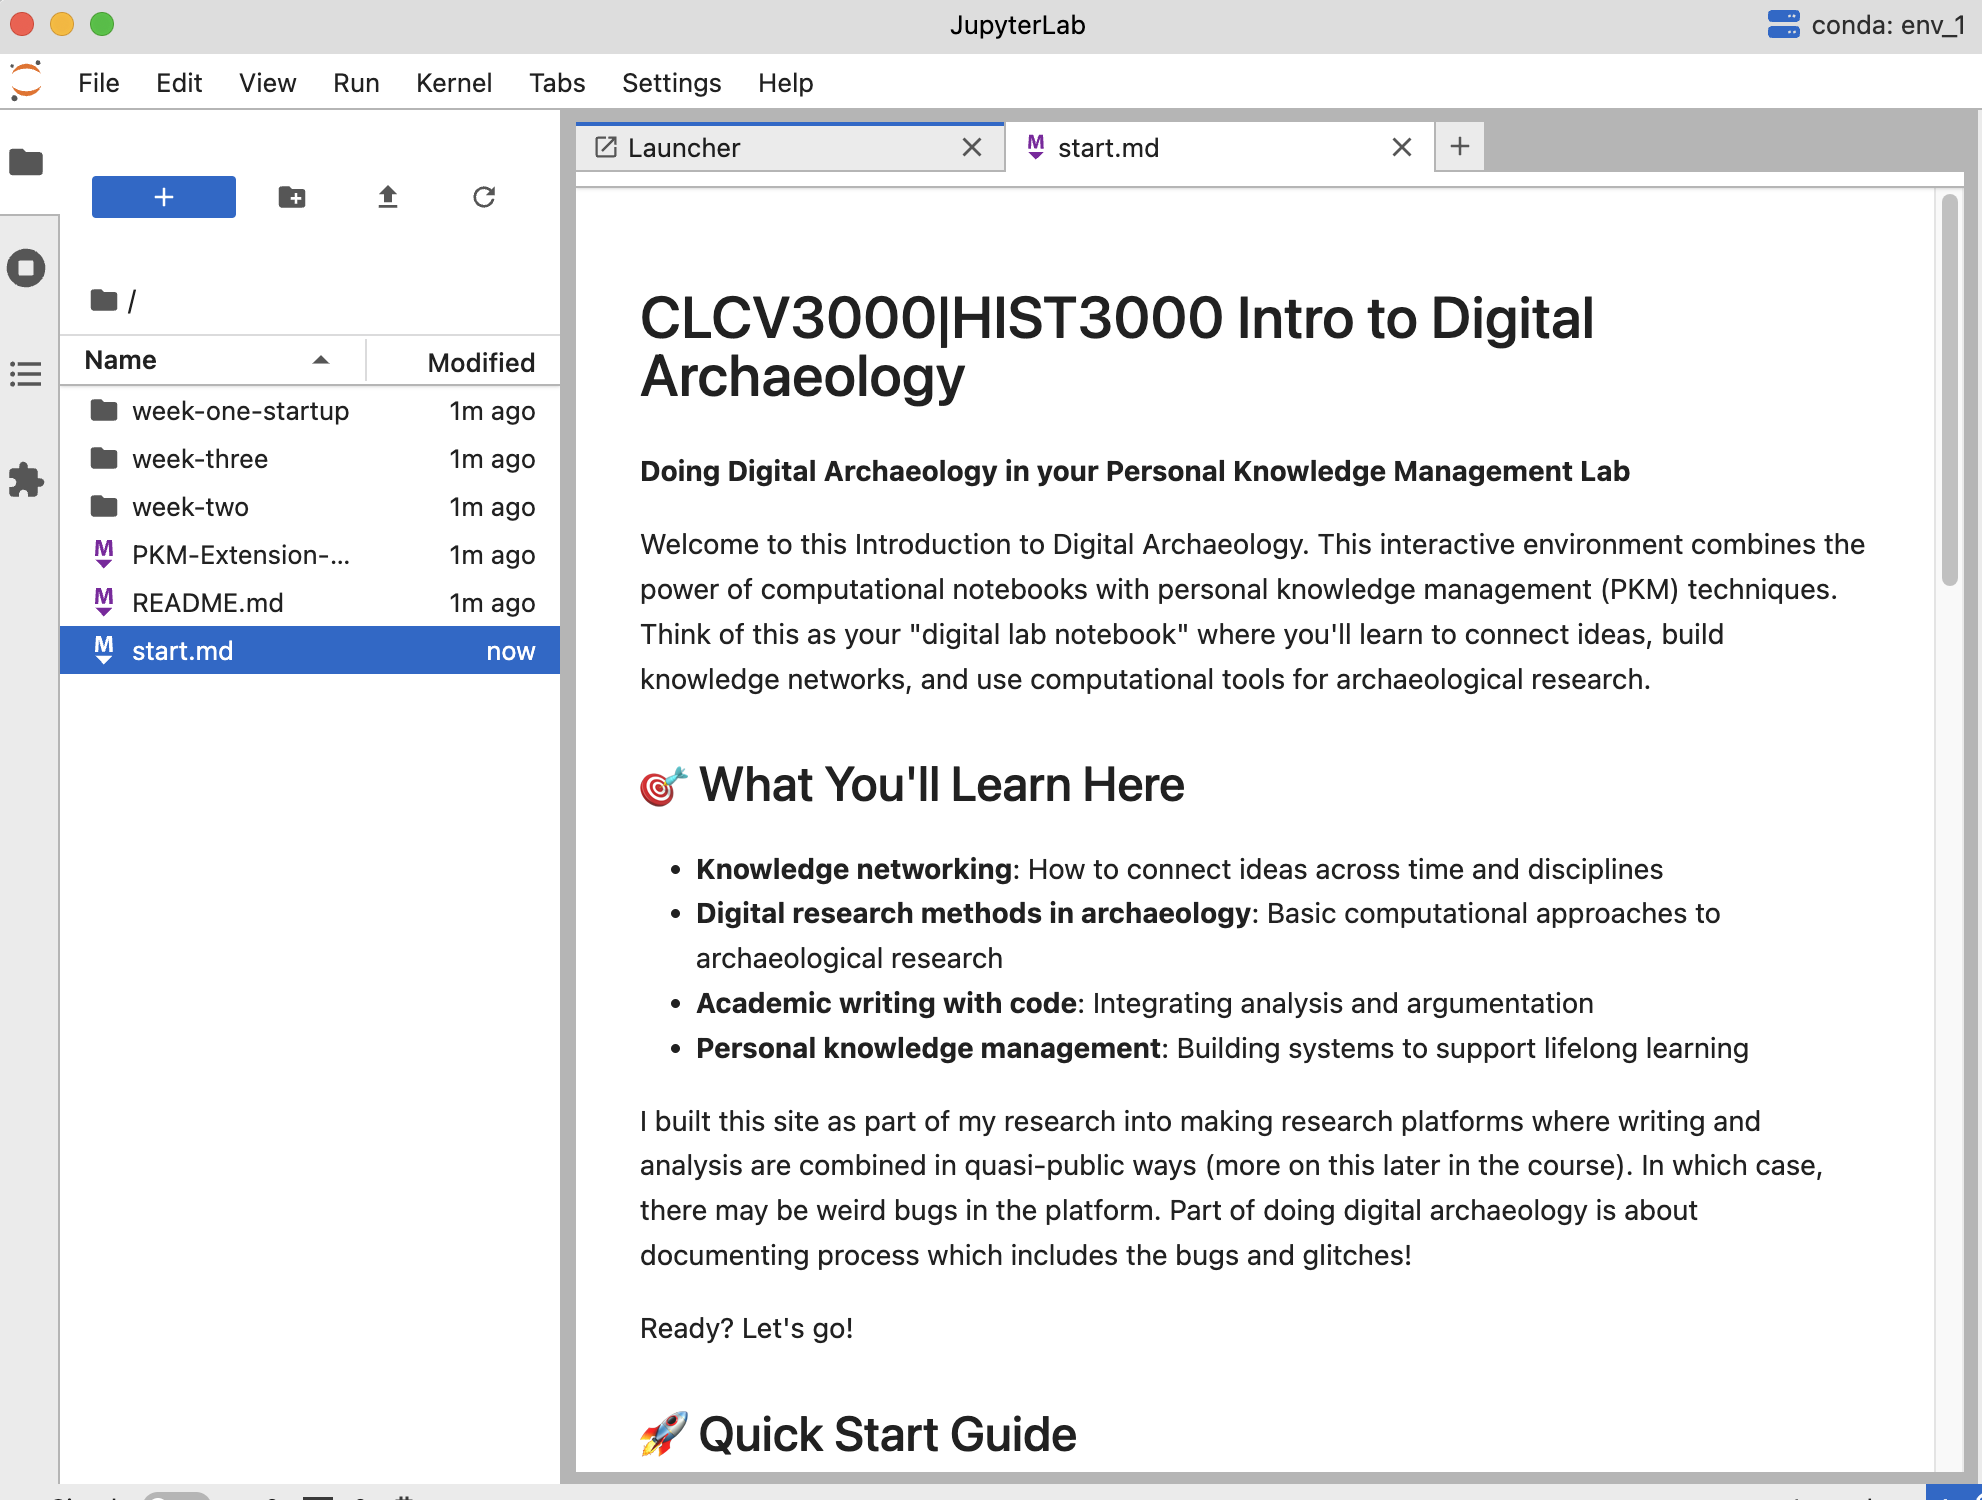 JupyterLab
conda: env_1
File Edit View Run Kernel Tabs Settings Help
Launcher
start.md
/
Name Modified
week-one-startup 1m ago
week-three 1m ago
week-two 1m ago
PKM-Extension-... 1m ago
README.md 1m ago
start.md now
CLCV3000|HIST3000 Intro to Digital
Archaeology
Doing Digital Archaeology in your Personal Knowledge Management Lab
Welcome to this Introduction to Digital Archaeology. This interactive environment combines the
power of computational notebooks with personal knowledge management (PKM) techniques.
Think of this as your "digital lab notebook" where you'll learn to connect ideas, build
knowledge networks, and use computational tools for archaeological research.
🎯 What You'll Learn Here
• Knowledge networking: How to connect ideas across time and disciplines
• Digital research methods in archaeology: Basic computational approaches to
archaeological research
• Academic writing with code: Integrating analysis and argumentation
• Personal knowledge management: Building systems to support lifelong learning
I built this site as part of my research into making research platforms where writing and
analysis are combined in quasi-public ways (more on this later in the course). In which case,
there may be weird bugs in the platform. Part of doing digital archaeology is about
documenting process which includes the bugs and glitches!
Ready? Let's go!
🚀 Quick Start Guide